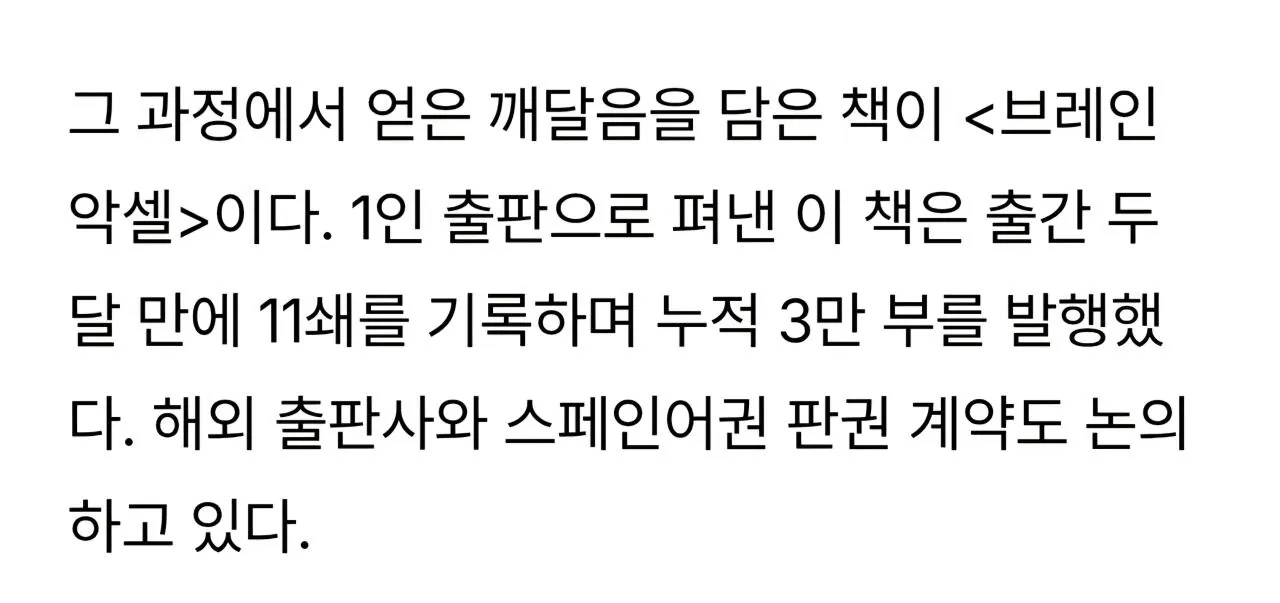 그 과정에서 얻은 깨달음을 담은 책이 <브레인
악셀>이다. 1인 출판으로 펴낸 이 책은 출간 두
달 만에 11쇄를 기록하며 누적 3만 부를 발행했
다. 해외 출판사와 스페인어권 판권 계약도 논의
하고 있다.